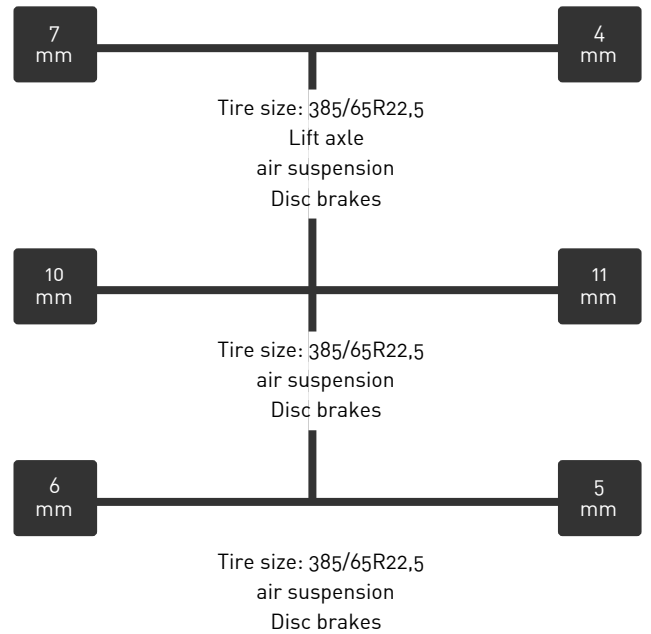 7
mm
4
mm
Tire size: 385/65R22,5
Lift axle
air suspension
Disc brakes
10
mm
11
mm
Tire size: 385/65R22,5
air suspension
Disc brakes
6
mm
5
mm
Tire size: 385/65R22,5
air suspension
Disc brakes